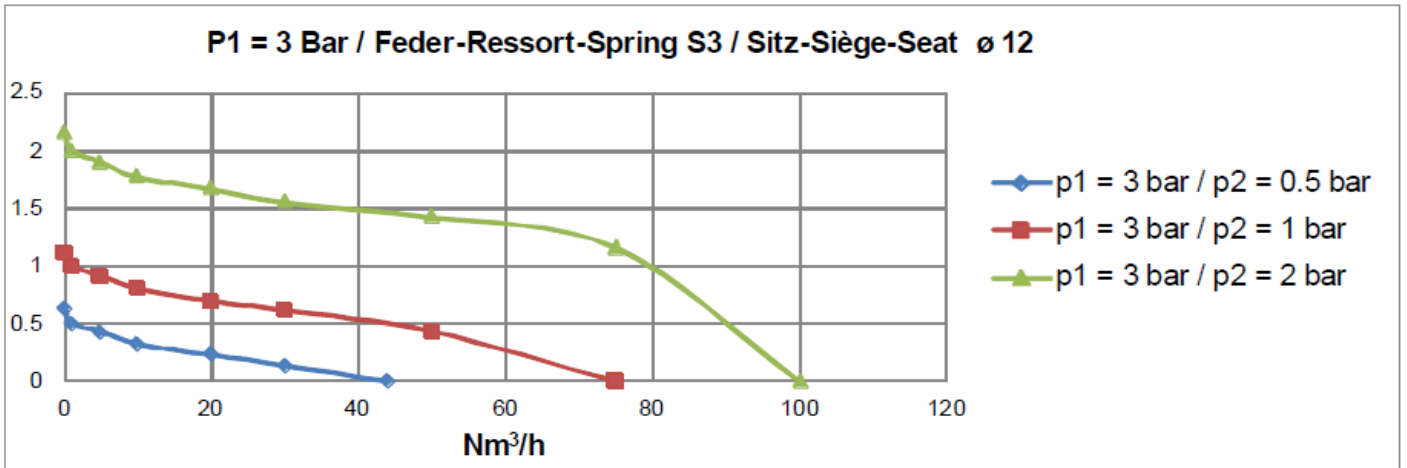 P1 = 3 Bar / Feder-Ressort-Spring S3 / Sitz-Siège-Seat ø 12
2.5
2
1.5
1
0.5
0
0 20 40 60 80 100 120
Nm³/h
p1 = 3 bar / p2 = 0.5 bar
p1 = 3 bar / p2 = 1 bar
p1 = 3 bar / p2 = 2 bar